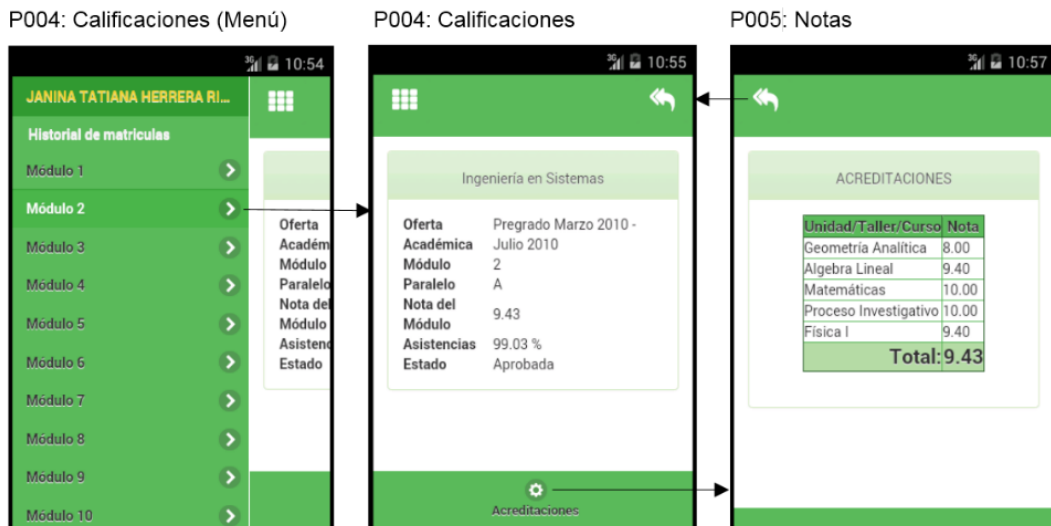 P004: Calificaciones (Menú)
3G 10:54
JANINA TATIANA HERRERA RI...
Historial de matriculas
Módulo 1
Módulo 2
Módulo 3
Módulo 4
Módulo 5
Módulo 6
Módulo 7
Módulo 8
Módulo 9
Módulo 10
Oferta
Académ
Módulo
Paralelo
Nota del
Módulo
Asistenc
Estado
P004: Calificaciones
3G 10:55
Ingeniería en Sistemas
Oferta Académica Pregrado Marzo 2010 - Julio 2010
Módulo 2
Paralelo A
Nota del Módulo 9.43
Asistencias 99.03 %
Estado Aprobada
Acreditaciones
P005: Notas
3G 10:57
ACREDITACIONES
Unidad/Taller/Curso Nota
Geometría Analítica 8.00
Algebra Lineal 9.40
Matemáticas 10.00
Proceso Investigativo 10.00
Física I 9.40
Total: 9.43